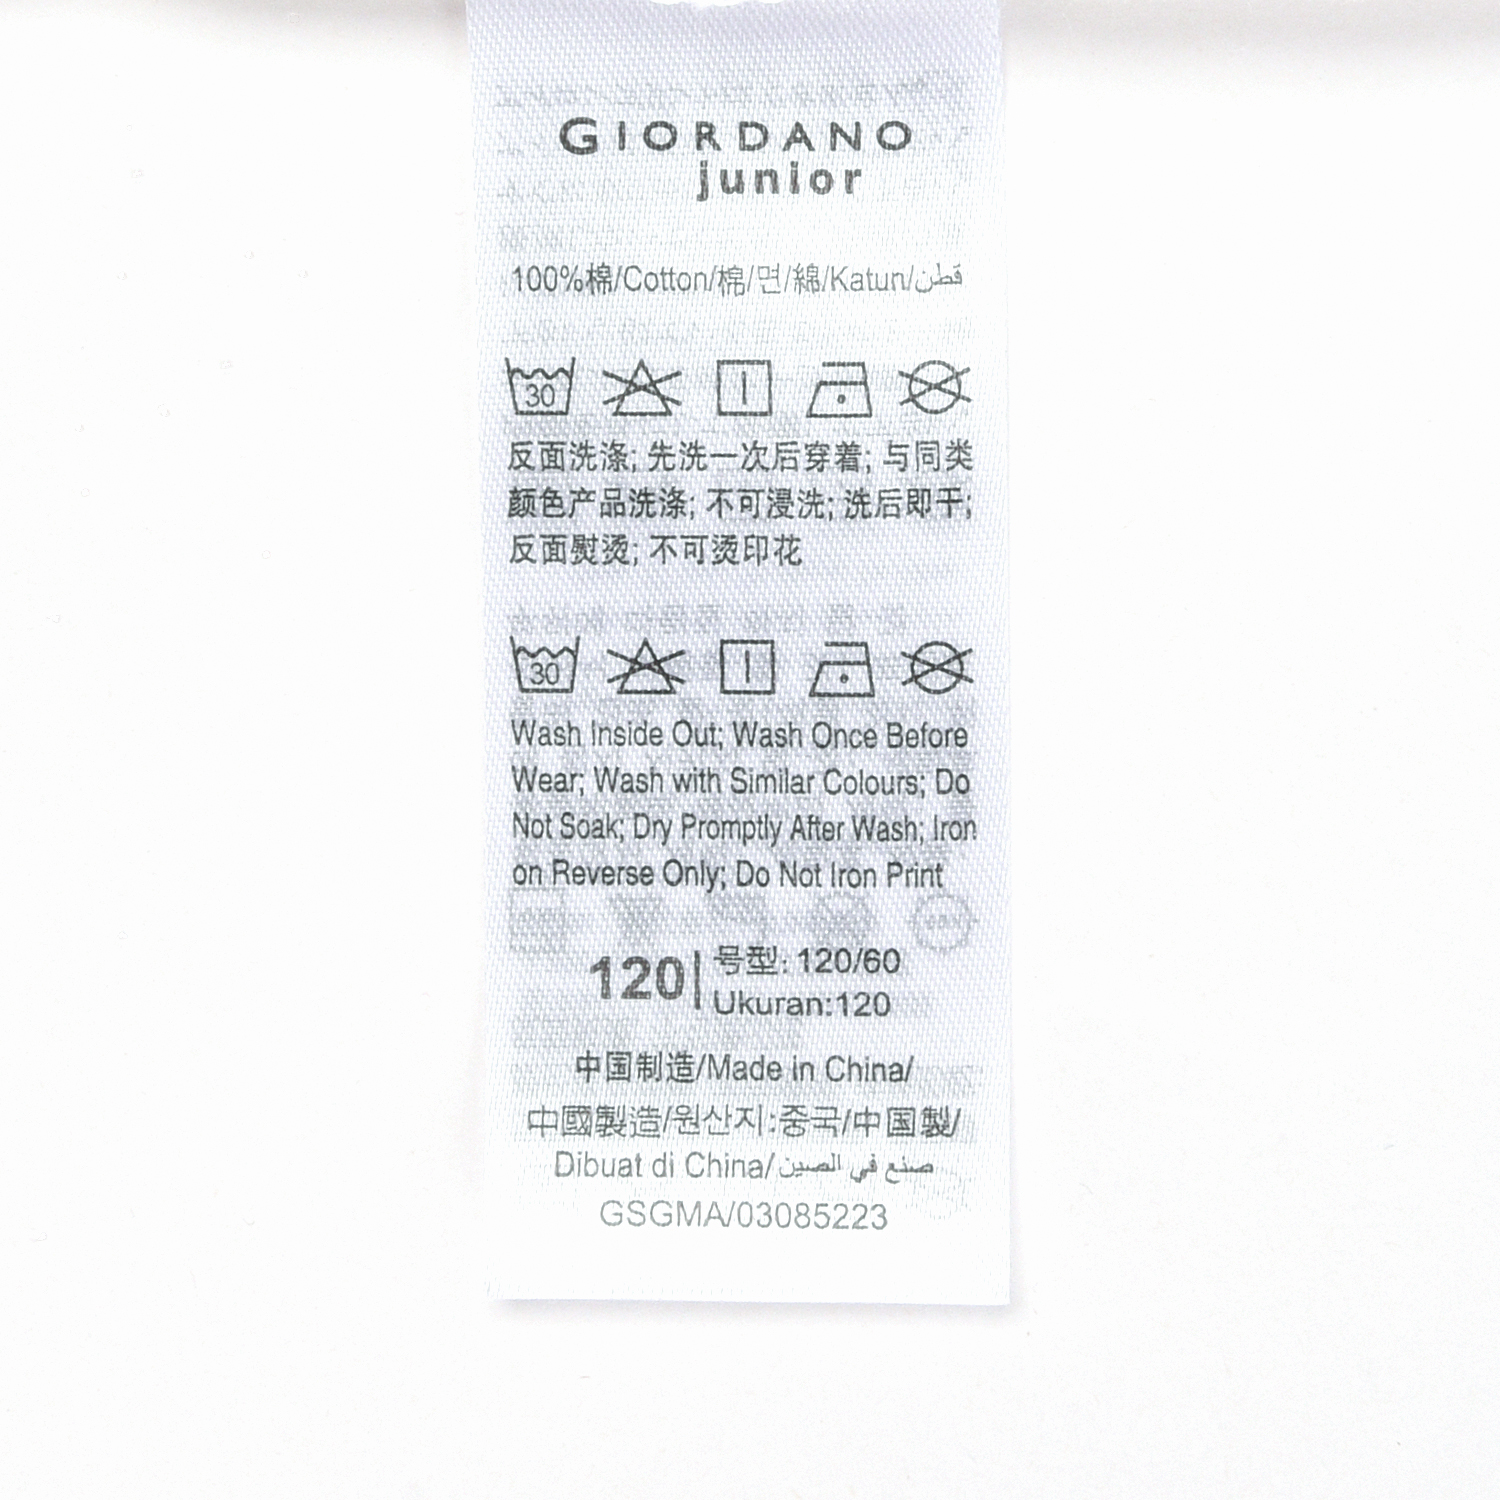 GIORDANO
junior
100%棉/Cotton/棉/면/綿/Katun/قطن
30
反面洗涤; 先洗一次后穿着; 与同类
颜色产品洗涤; 不可浸洗; 洗后即干;
反面熨烫; 不可烫印花
30
Wash Inside Out; Wash Once Before
Wear; Wash with Similar Colours; Do
Not Soak; Dry Promptly After Wash; Iron
on Reverse Only; Do Not Iron Print
120| 号型: 120/60
Ukuran:120
中国制造/Made in China/
中國製造/원산지:중국/中国製/
Dibuat di China/صنع في الصين
GSGMA/03085223